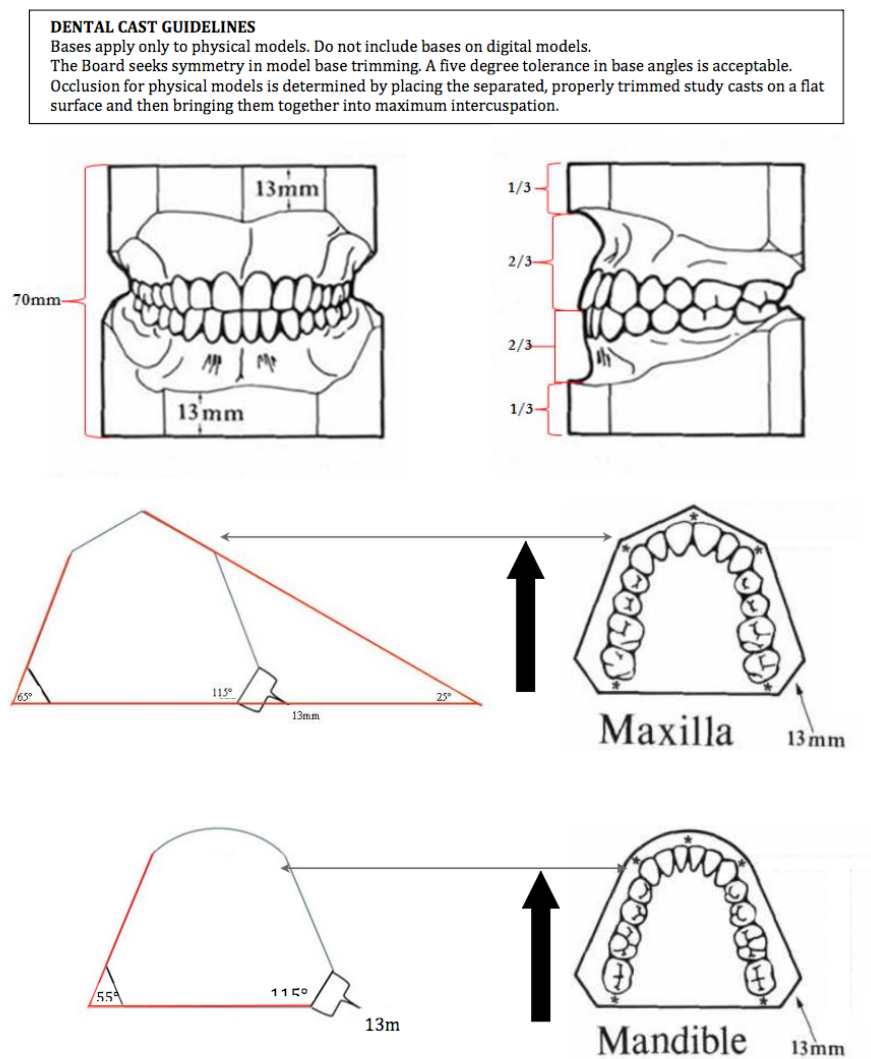 DENTAL CAST GUIDELINES
Bases apply only to physical models. Do not include bases on digital models.
The Board seeks symmetry in model base trimming. A five degree tolerance in base angles is acceptable.
Occlusion for physical models is determined by placing the separated, properly trimmed study casts on a flat
surface and then bringing them together into maximum intercuspation.
13mm
70mm
13mm
1/3
2/3
2/3
1/3
65°
115°
25°
13mm
Maxilla
13mm
55°
115°
13m
Mandible
13mm